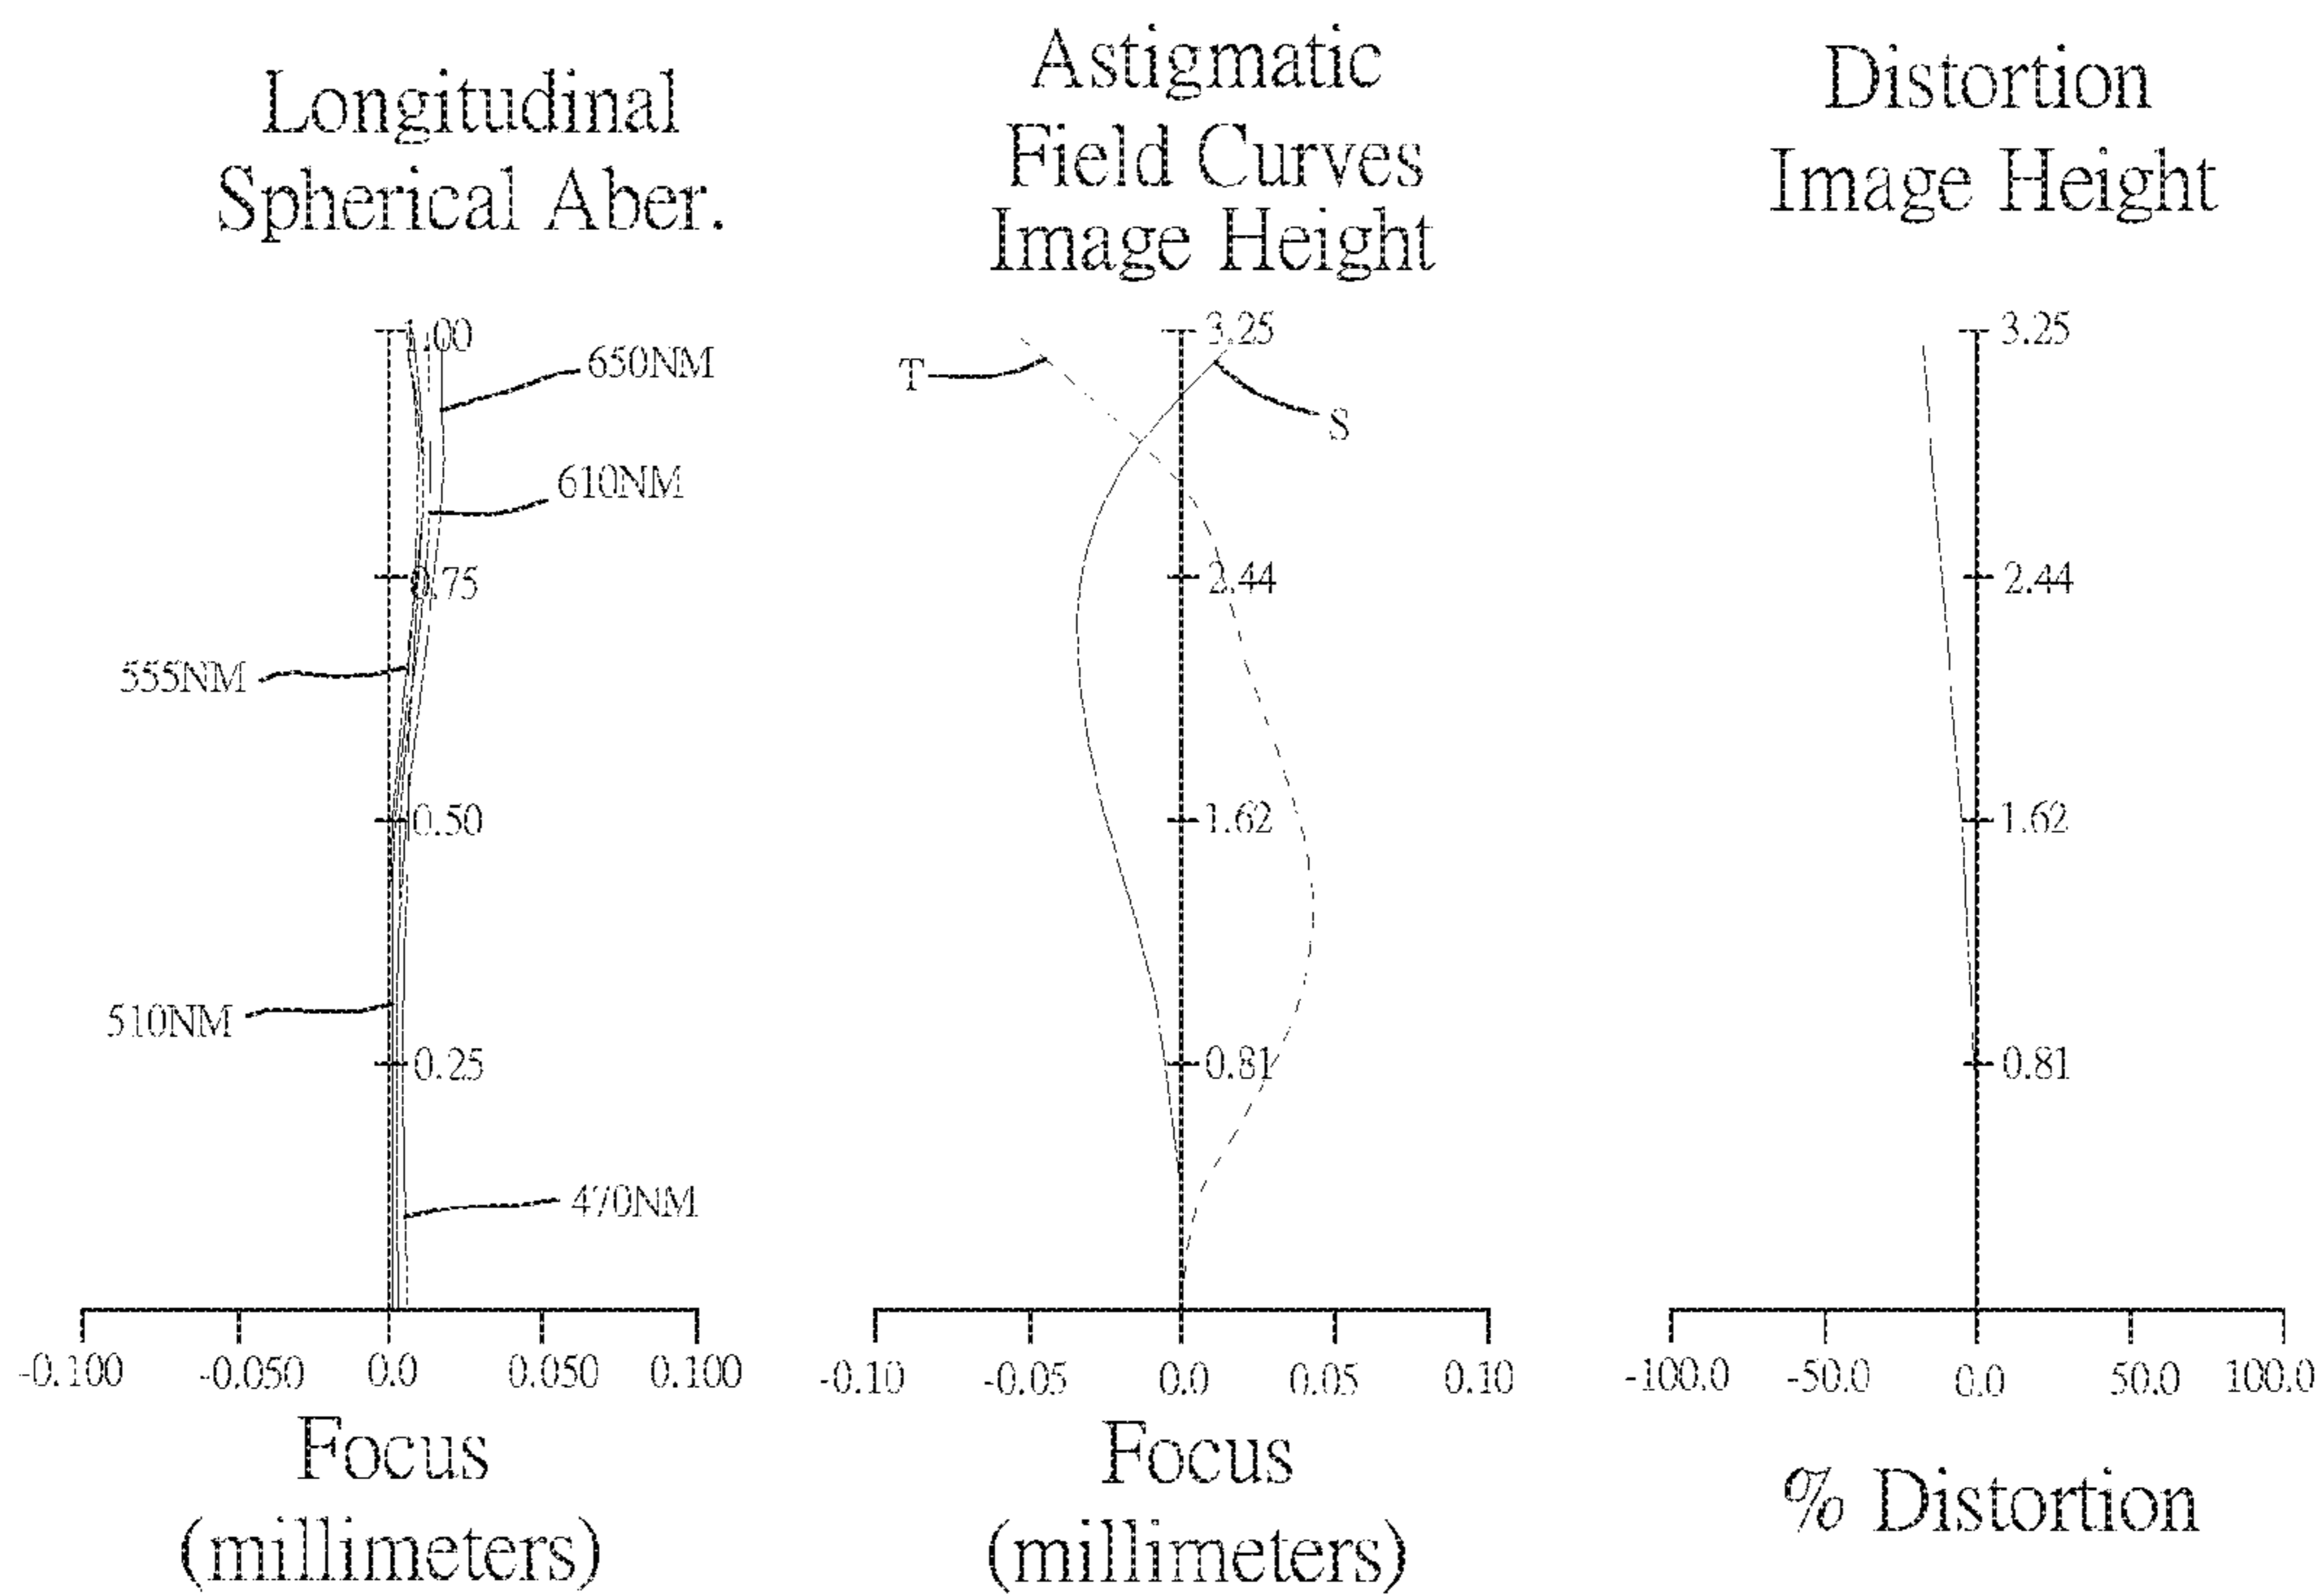 Longitudinal
Spherical Aber.
1.00
650NM
610NM
0.75
555NM
0.50
510NM
0.25
470NM
-0.100
-0.050
0.0
0.050
0.100
Focus
(millimeters)
Astigmatic
Field Curves
Image Height
3.25
T
S
2.44
1.62
0.81
-0.10
-0.05
0.0
0.05
0.10
Focus
(millimeters)
Distortion
Image Height
3.25
2.44
1.62
0.81
-100.0
-50.0
0.0
50.0
100.0
% Distortion